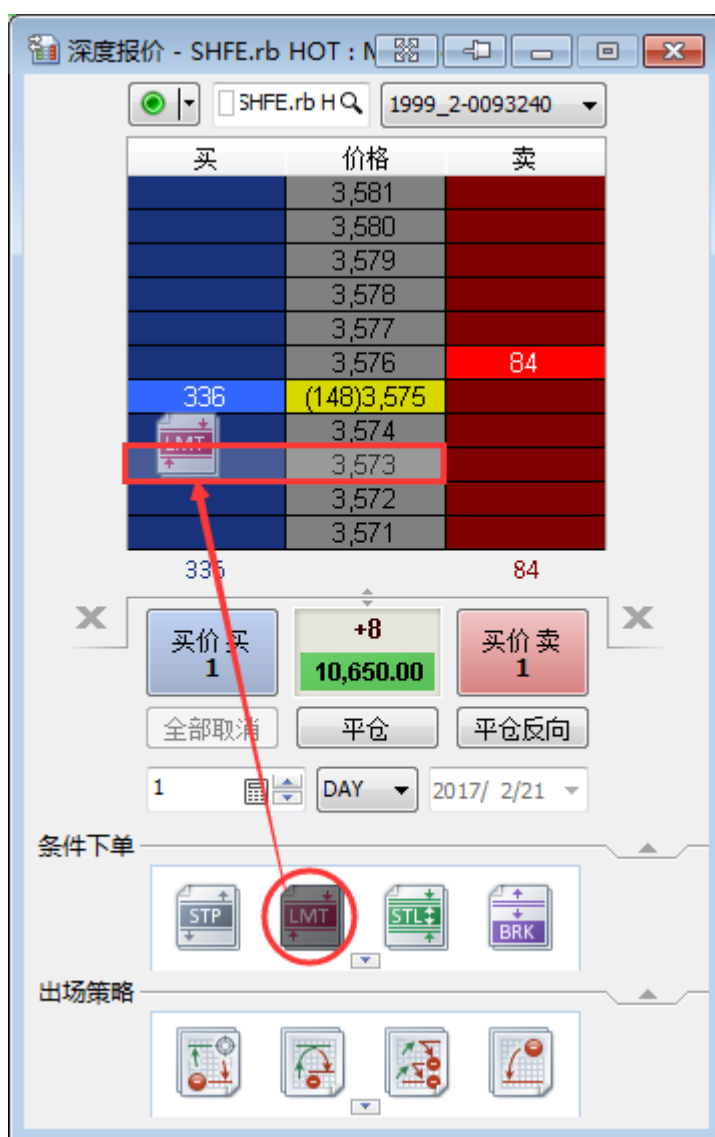 深度报价 - SHFE.rb HOT : M
SHFE.rb H 1999_2-0093240
买 价格 卖
3,581
3,580
3,579
3,578
3,577
3,576 84
336 (148)3,575
3,574
LMT
3,573
3,572
3,571
336 84
买价 买 1
+8
10,650.00
买价 卖 1
全部取消 平仓 平仓反向
1 DAY 2017/ 2/21
条件下单
STP LMT STL BRK
出场策略